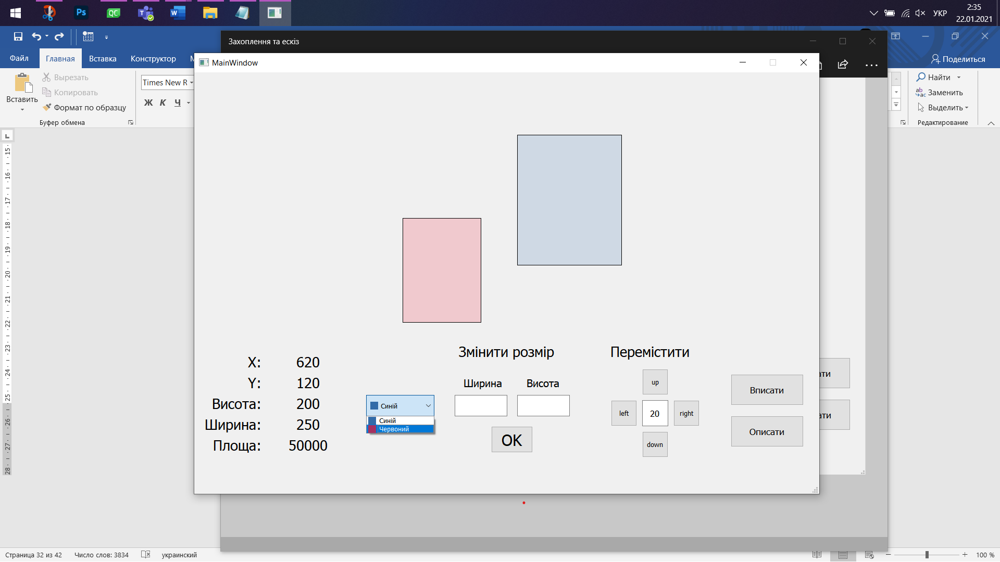 Ps
QC
W
УКР
2:35
22.01.2021
Захоплення та ескіз
Файл
Главная
Вставка
Конструктор
Поделиться
MainWindow
Вставить
Вырезать
Копировать
Формат по образцу
Буфер обмена
Times New R
Ж К Ч
Найти
Заменить
Выделить
Редактирование
15
16
17
18
19
20
21
22
23
24
25
26
27
28
X: 620
Y: 120
Висота: 200
Ширина: 250
Площа: 50000
Синій
Синій
Червоний
Змінити розмір
Ширина
Висота
OK
Перемістити
up
left
20
right
down
Вписати
Описати
ати
ати
Страница 32 из 42
Число слов: 3834
украинский
100 %